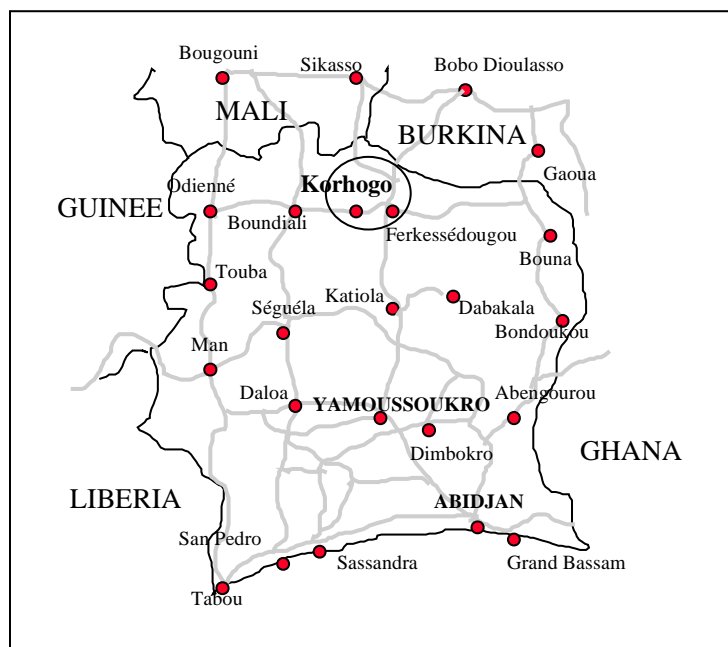 Bougouni
Sikasso
Bobo Dioulasso
MALI
BURKINA
Gaoua
Odienné
Korhogo
GUINEE
Boundiali
Ferkessédougou
Bouna
Touba
Séguéla
Katiola
Dabakala
Bondoukou
Man
Daloa
YAMOUSSOUKRO
Abengourou
Dimbokro
GHANA
LIBERIA
ABIDJAN
San Pedro
Sassandra
Grand Bassam
Tabou